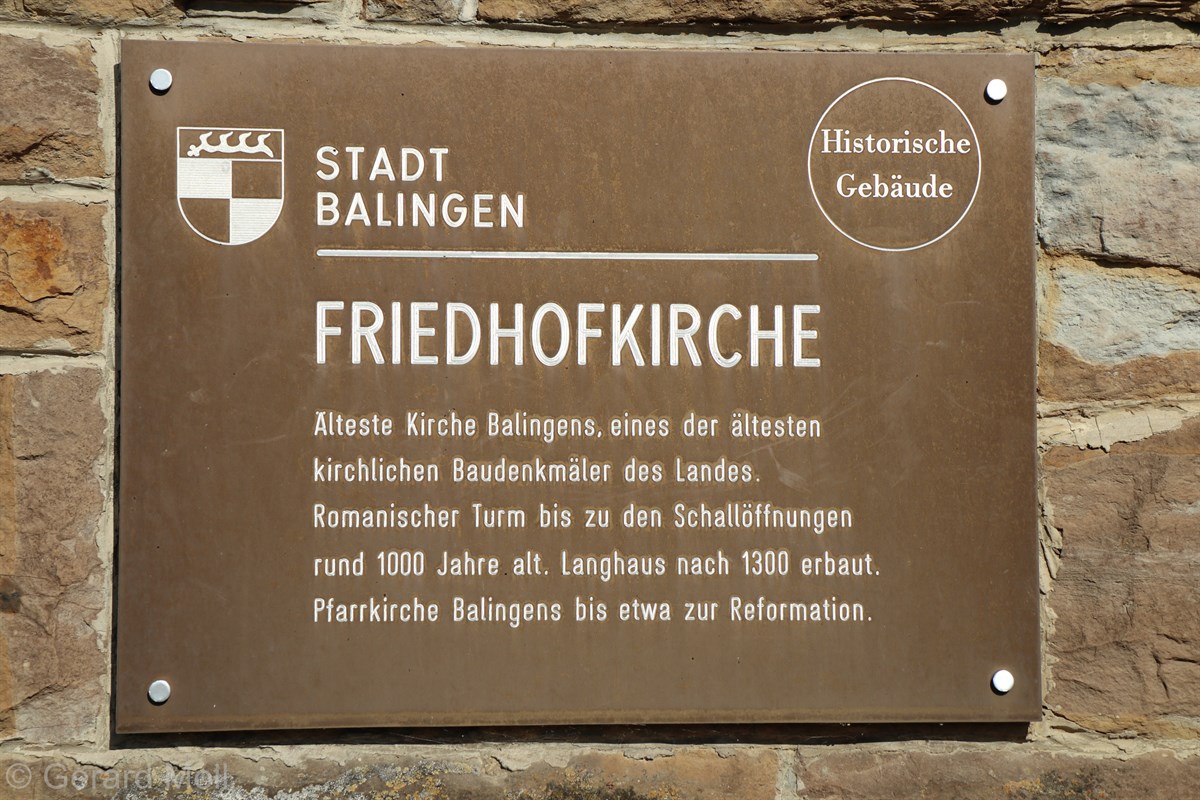 STADT
BALINGEN
Historische
Gebäude
FRIEDHOFKIRCHE
Älteste Kirche Balingens, eines der ältesten
kirchlichen Baudenkmäler des Landes.
Romanischer Turm bis zu den Schallöffnungen
rund 1000 Jahre alt. Langhaus nach 1300 erbaut.
Pfarrkirche Balingens bis etwa zur Reformation.
© Gerard Moll